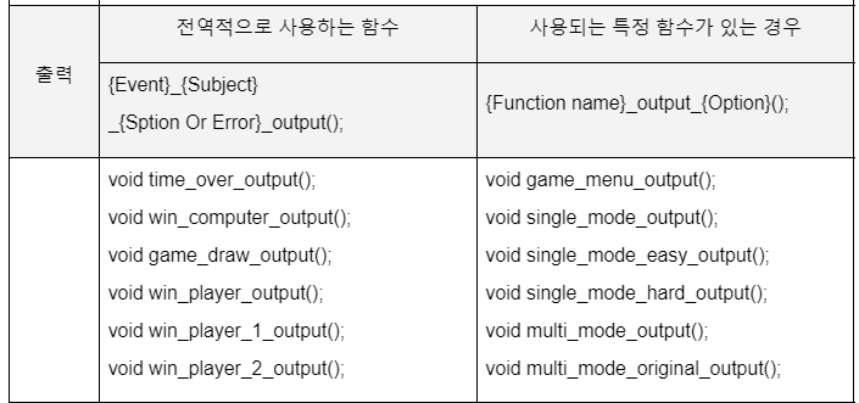 출력
전역적으로 사용하는 함수
사용되는 특정 함수가 있는 경우
{Event}_{Subject}
_{Sption Or Error}_output();
{Function name}_output_{Option}();
void time_over_output();
void win_computer_output();
void game_draw_output();
void win_player_output();
void win_player_1_output();
void win_player_2_output();
void game_menu_output();
void single_mode_output();
void single_mode_easy_output();
void single_mode_hard_output();
void multi_mode_output();
void multi_mode_original_output();